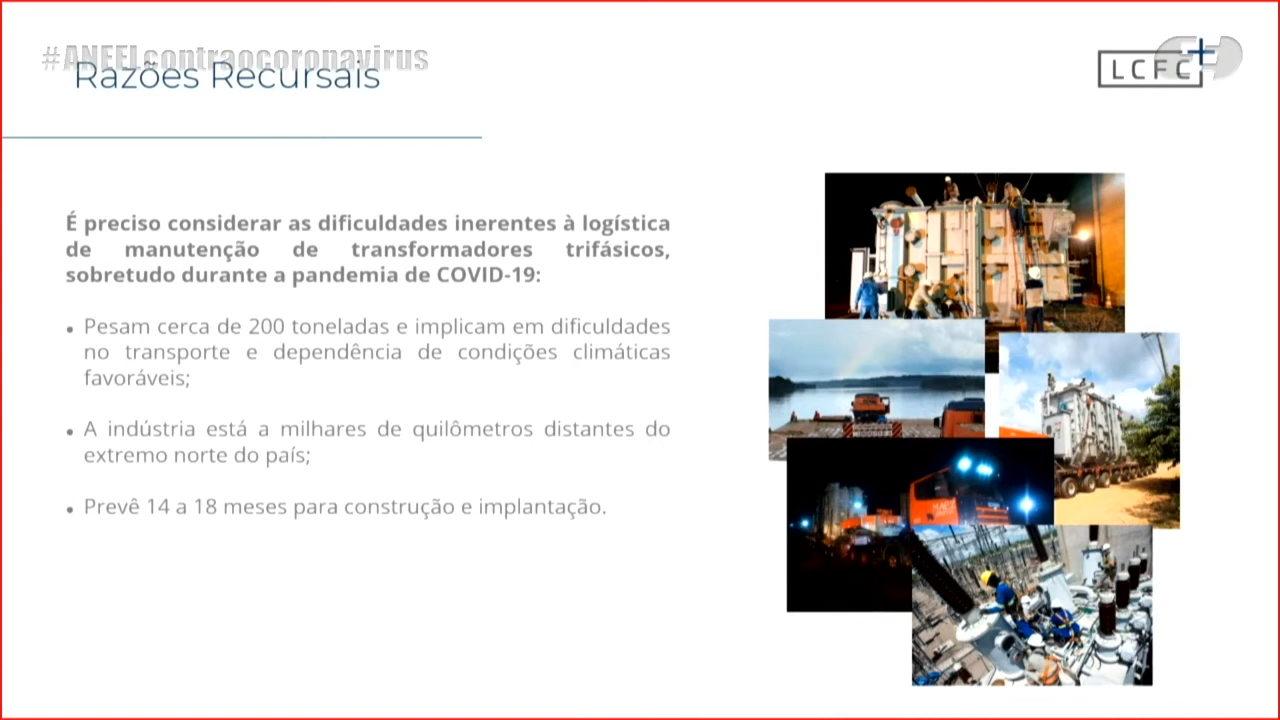 #ANEELcontraocoronavirus
Razões Recursais
LCFC
É preciso considerar as dificuldades inerentes à logística
de manutenção de transformadores trifásicos,
sobretudo durante a pandemia de COVID-19:
• Pesam cerca de 200 toneladas e implicam em dificuldades
no transporte e dependência de condições climáticas
favoráveis;
• A indústria está a milhares de quilômetros distantes do
extremo norte do país;
• Prevê 14 a 18 meses para construção e implantação.